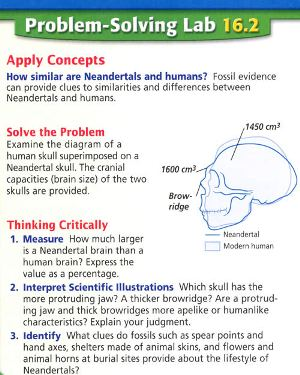 Problem-Solving Lab 16.2
Apply Concepts
How similar are Neandertals and humans? Fossil evidence
can provide clues to similarities and differences between
Neandertals and humans.
Solve the Problem
Examine the diagram of
a human skull superimposed on a
Neandertal skull. The cranial
capacities (brain size) of the two
skulls are provided.
1450 cm³
1600 cm³
Brow-
ridge
Neandertal
Modern human
Thinking Critically
1. Measure How much larger
is a Neandertal brain than a
human brain? Express the
value as a percentage.
2. Interpret Scientific Illustrations Which skull has the
more protruding jaw? A thicker browridge? Are a protrud-
ing jaw and thick browridges more apelike or humanlike
characteristics? Explain your judgment.
3. Identify What clues do fossils such as spear points and
hand axes, shelters made of animal skins, and flowers and
animal horns at burial sites provide about the lifestyle of
Neandertals?